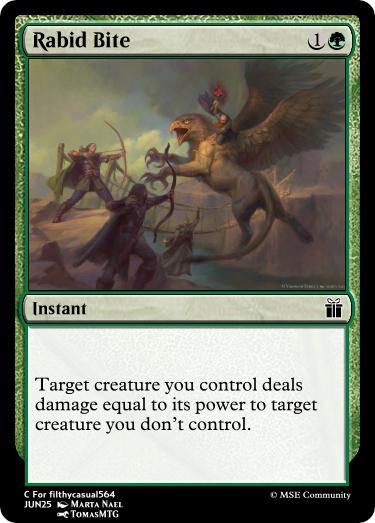 Rabid Bite 1
Instant
Target creature you control deals
damage equal to its power to target
creature you don't control.
C For filthycasual564
JUN25 Marta Nael © MSE Community
TomasMTG